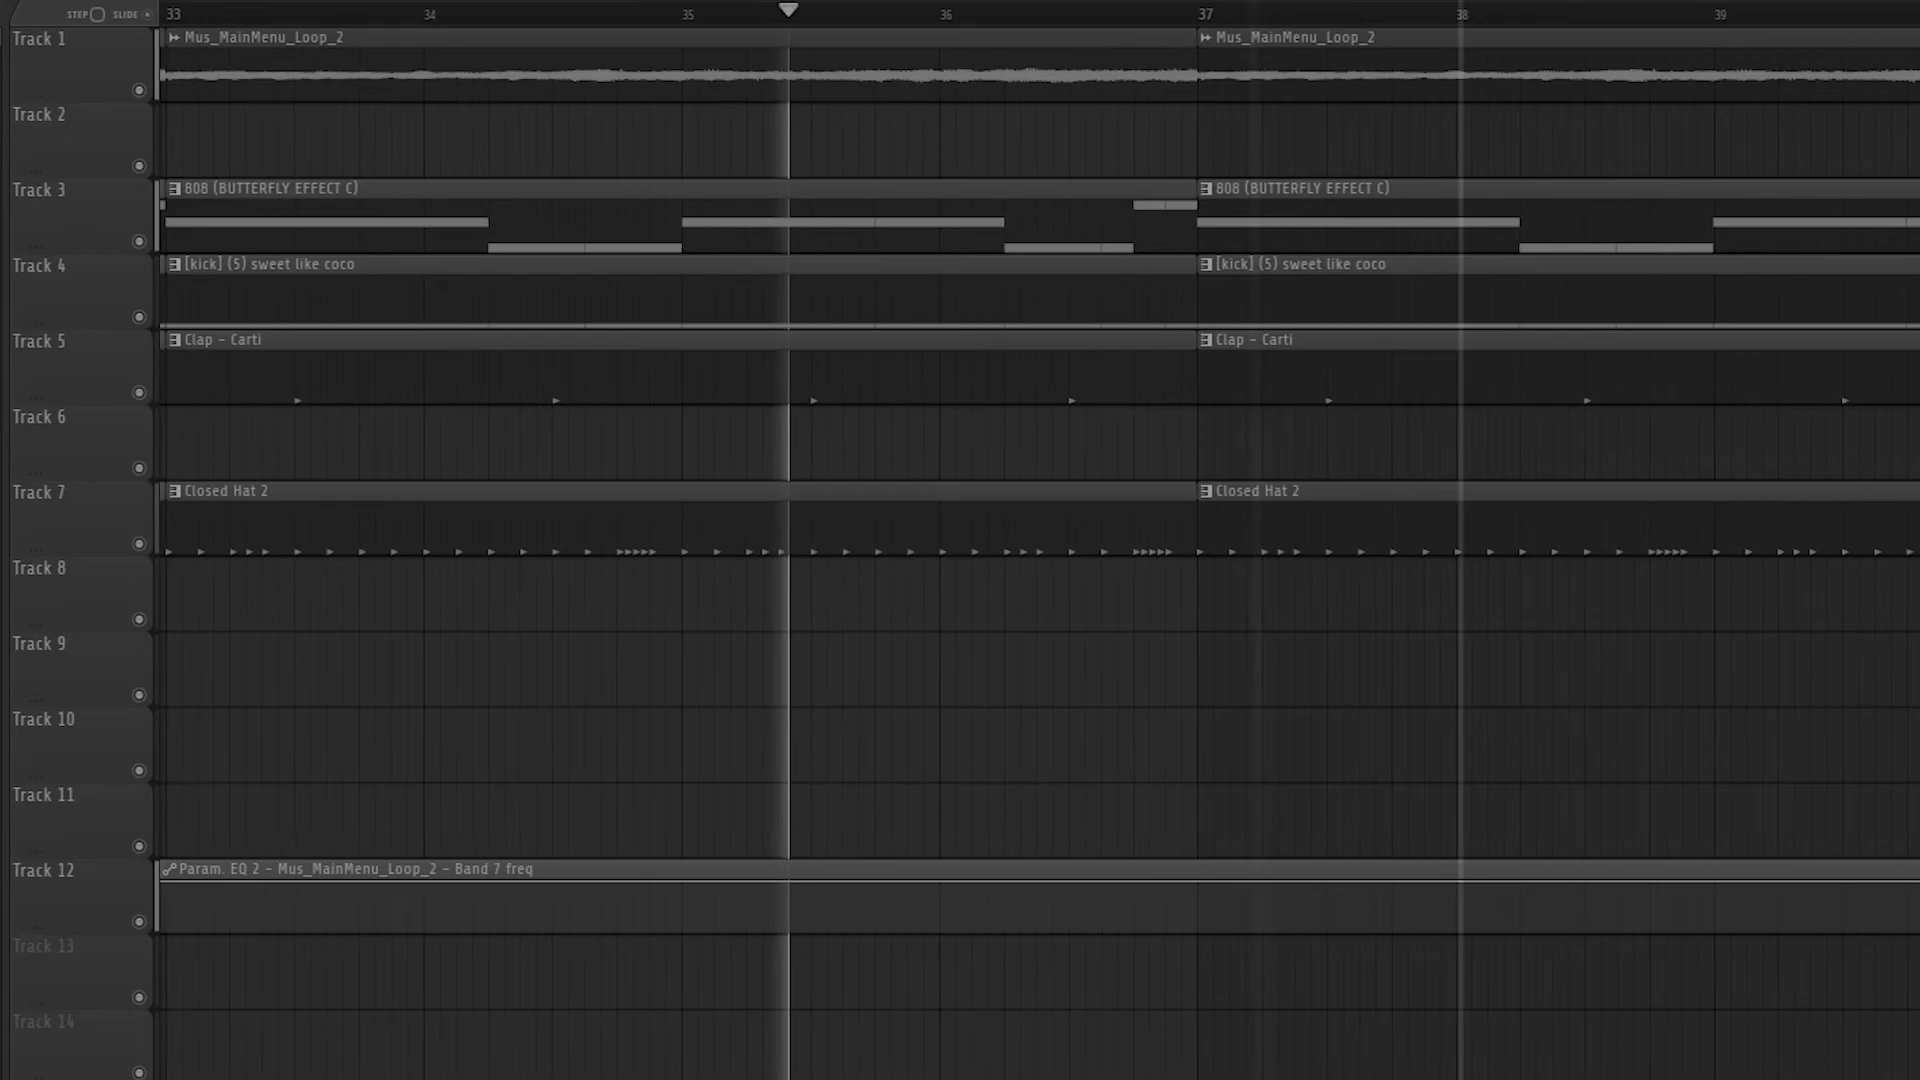 STEP SLIDE 33 34 35 36 37 38 39
Track 1 Mus_MainMenu_Loop_2 Mus_MainMenu_Loop_2
Track 2
Track 3 808 (BUTTERFLY EFFECT C) 808 (BUTTERFLY EFFECT C)
Track 4 [kick] (5) sweet like coco [kick] (5) sweet like coco
Track 5 Clap - Carti Clap - Carti
Track 6
Track 7 Closed Hat 2 Closed Hat 2
Track 8
Track 9
Track 10
Track 11
Track 12 Param. EQ 2 - Mus_MainMenu_Loop_2 - Band 7 freq
Track 13
Track 14